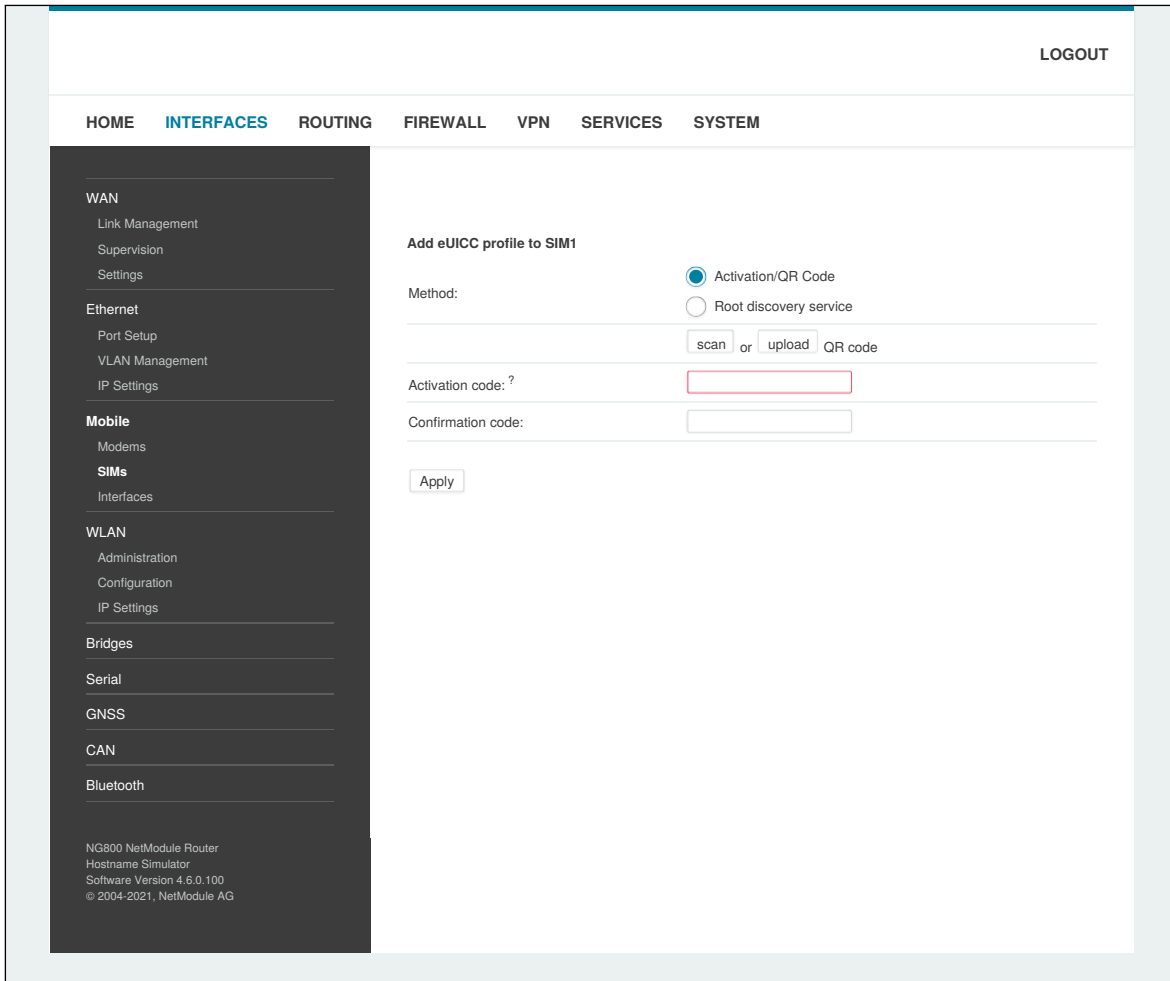 LOGOUT
HOME INTERFACES ROUTING FIREWALL VPN SERVICES SYSTEM
WAN
Link Management
Supervision
Settings
Ethernet
Port Setup
VLAN Management
IP Settings
Mobile
Modems
SIMs
Interfaces
WLAN
Administration
Configuration
IP Settings
Bridges
Serial
GNSS
CAN
Bluetooth
NG800 NetModule Router
Hostname Simulator
Software Version 4.6.0.100
© 2004-2021, NetModule AG
Add eUICC profile to SIM1
Method:
Activation/QR Code
Root discovery service
scan or upload QR code
Activation code: ?
Confirmation code:
Apply